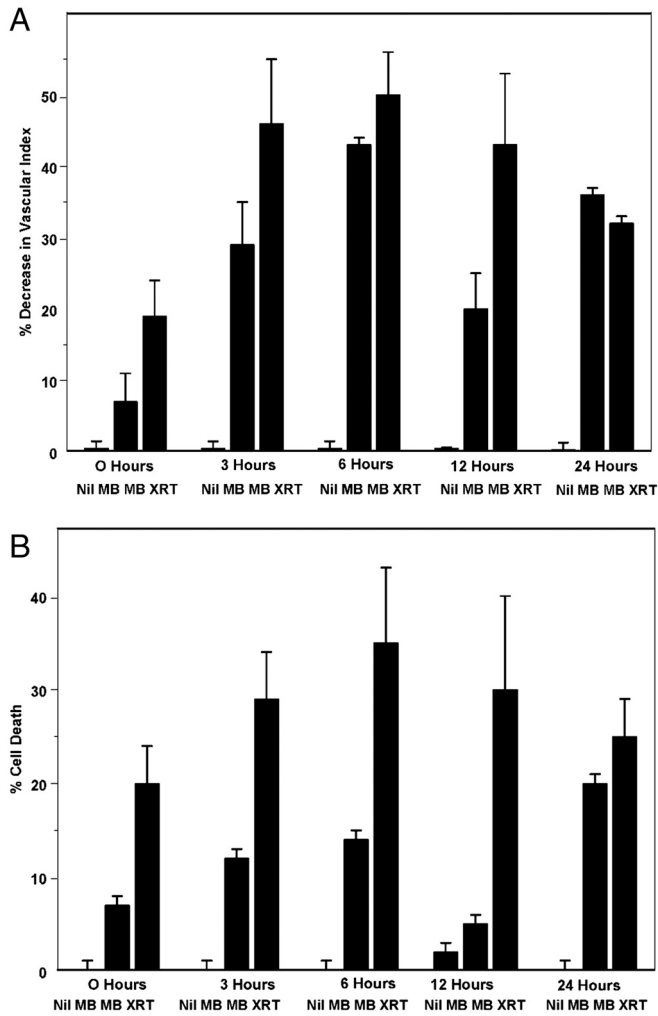 A
% Decrease in Vascular Index
50
40
30
20
10
0
O Hours 3 Hours 6 Hours 12 Hours 24 Hours
Nil MB MB XRT Nil MB MB XRT Nil MB MB XRT Nil MB MB XRT Nil MB MB XRT
B
% Cell Death
40
30
20
10
0
O Hours 3 Hours 6 Hours 12 Hours 24 Hours
Nil MB MB XRT Nil MB MB XRT Nil MB MB XRT Nil MB MB XRT Nil MB MB XRT